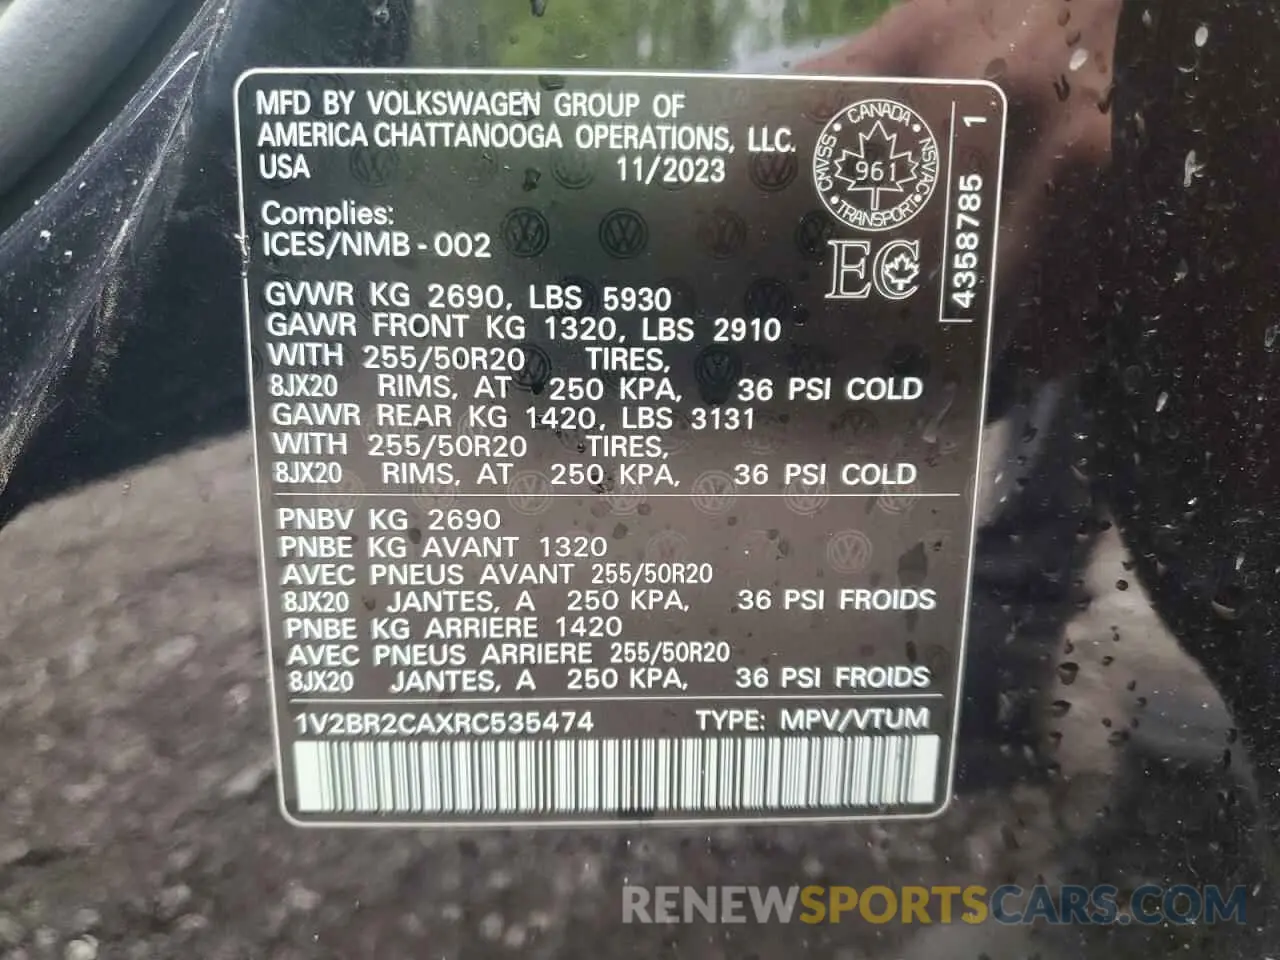 MFD BY VOLKSWAGEN GROUP OF
AMERICA CHATTANOOGA OPERATIONS, LLC.
USA 11/2023
CANADA
CMVSS NSVAC
961
TRANSPORT
4358785 1
Complies:
ICES/NMB-002
EC
GVWR KG 2690, LBS 5930
GAWR FRONT KG 1320, LBS 2910
WITH 255/50R20 TIRES,
8JX20 RIMS, AT 250 KPA, 36 PSI COLD
GAWR REAR KG 1420, LBS 3131
WITH 255/50R20 TIRES,
8JX20 RIMS, AT 250 KPA, 36 PSI COLD
PNBV KG 2690
PNBE KG AVANT 1320
AVEC PNEUS AVANT 255/50R20
8JX20 JANTES, A 250 KPA, 36 PSI FROIDS
PNBE KG ARRIERE 1420
AVEC PNEUS ARRIERE 255/50R20
8JX20 JANTES, A 250 KPA, 36 PSI FROIDS
1V2BR2CAXRC535474 TYPE: MPV/VTUM
RENEWSPORTSCARS.COM